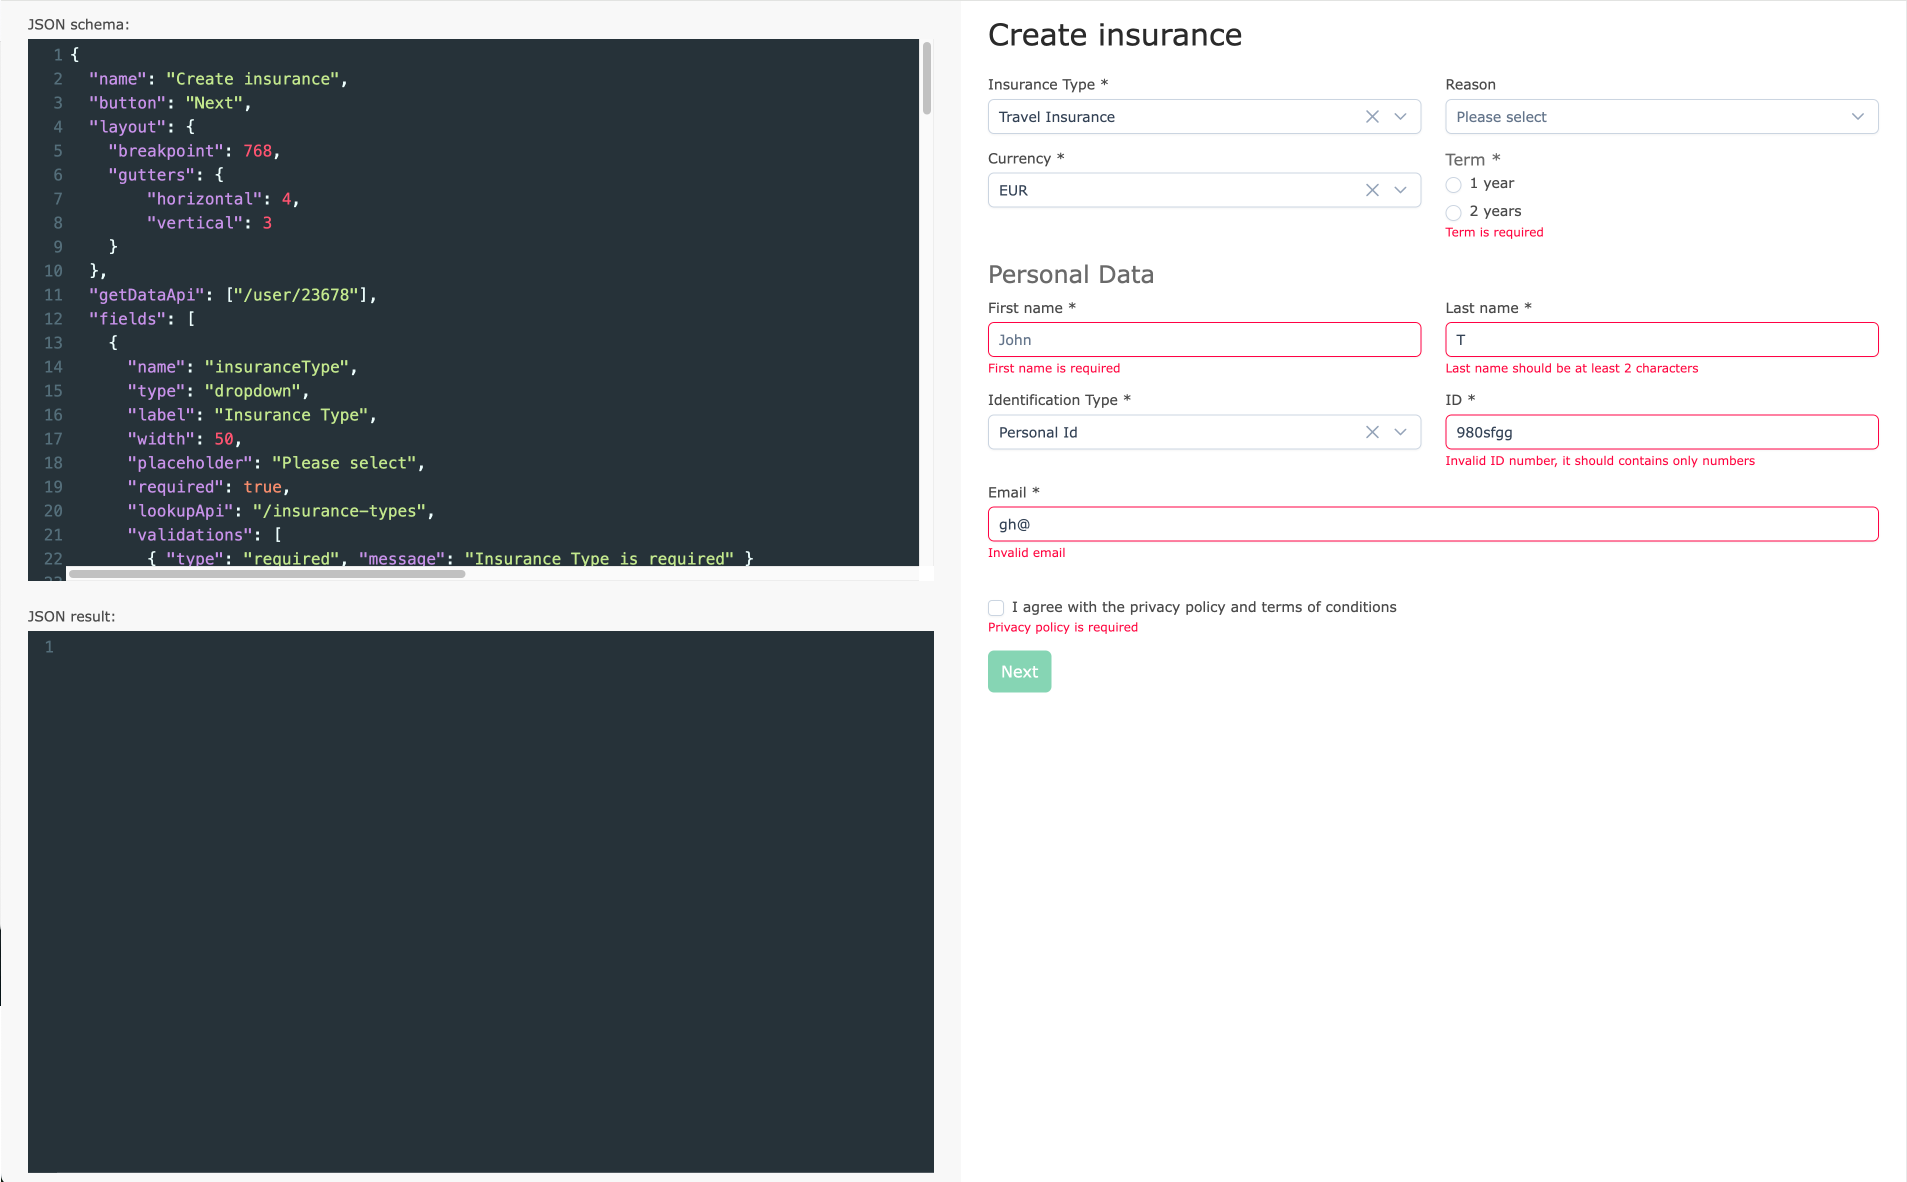 JSON schema:
1 {
2 "name": "Create insurance",
3 "button": "Next",
4 "layout": {
5 "breakpoint": 768,
6 "gutters": {
7 "horizontal": 4,
8 "vertical": 3
9 }
10 },
11 "getDataApi": ["/user/23678"],
12 "fields": [
13 {
14 "name": "insuranceType",
15 "type": "dropdown",
16 "label": "Insurance Type",
17 "width": 50,
18 "placeholder": "Please select",
19 "required": true,
20 "lookupApi": "/insurance-types",
21 "validations": [
22 { "type": "required", "message": "Insurance Type is required" }
JSON result:
1
Create insurance
Insurance Type *
Travel Insurance
Reason
Please select
Currency *
EUR
Term *
1 year
2 years
Term is required
Personal Data
First name *
John
First name is required
Last name *
T
Last name should be at least 2 characters
Identification Type *
Personal Id
ID *
980sfgg
Invalid ID number, it should contains only numbers
Email *
gh@
Invalid email
I agree with the privacy policy and terms of conditions
Privacy policy is required
Next